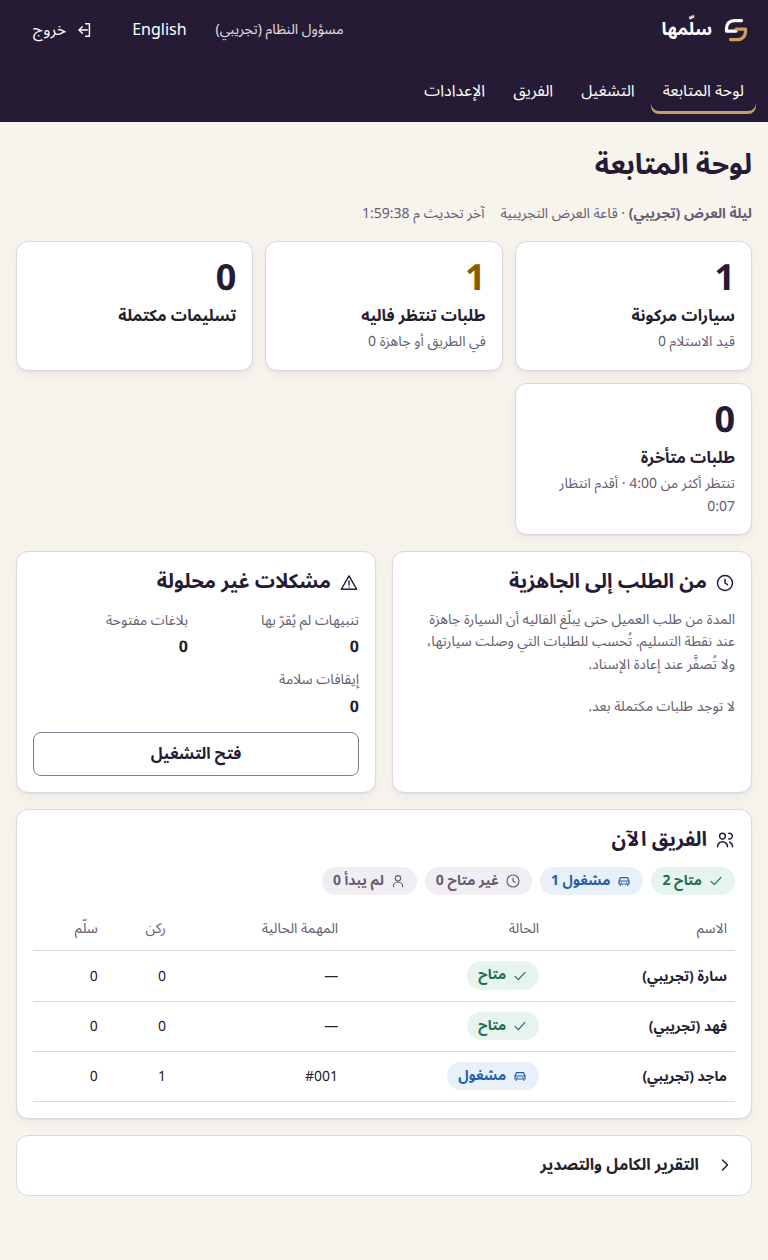 سلّمها
مسؤول النظام (تجريبي)
English
خروج
لوحة المتابعة
التشغيل
الفريق
الإعدادات
لوحة المتابعة
ليلة العرض (تجريبي) · قاعة العرض التجريبية آخر تحديث م 1:59:38
1
سيارات مركونة
قيد الاستلام 0
1
طلبات تنتظر فاليه
في الطريق أو جاهزة 0
0
تسليمات مكتملة
0
طلبات متأخرة
تنتظر أكثر من 4:00 · أقدم انتظار
0:07
من الطلب إلى الجاهزية
المدة من طلب العميل حتى يبلّغ الفاليه أن السيارة جاهزة
عند نقطة التسليم. تُحسب للطلبات التي وصلت سيارتها،
ولا تُصفَّر عند إعادة الإسناد.
لا توجد طلبات مكتملة بعد.
مشكلات غير محلولة
تنبيهات لم يُقرّ بها
0
بلاغات مفتوحة
0
إيقافات سلامة
0
فتح التشغيل
الفريق الآن
متاح 2
مشغول 1
غير متاح 0
لم يبدأ 0
الاسم الحالة المهمة الحالية ركن سلّم
سارة (تجريبي) متاح — 0 0
فهد (تجريبي) متاح — 0 0
ماجد (تجريبي) مشغول #001 1 0
التقرير الكامل والتصدير